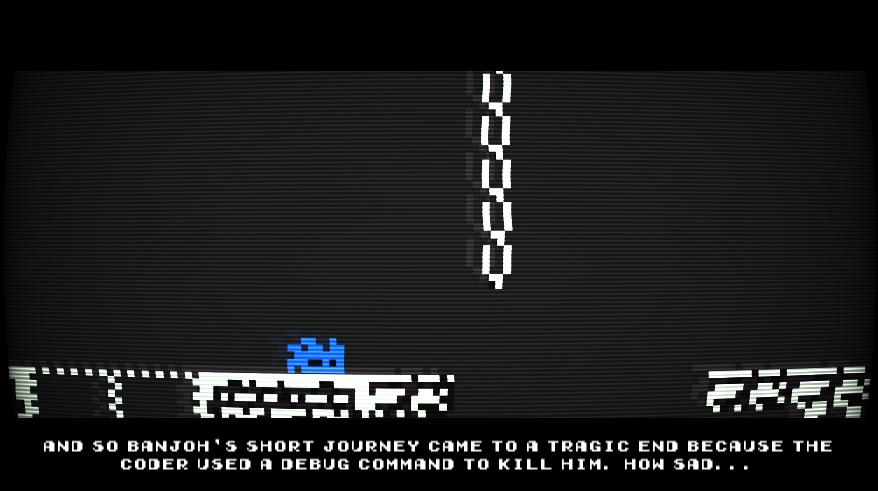 AND SO BANJOH'S SHORT JOURNEY CAME TO A TRAGIC END BECAUSE THE
CODER USED A DEBUG COMMAND TO KILL HIM. HOW SAD...